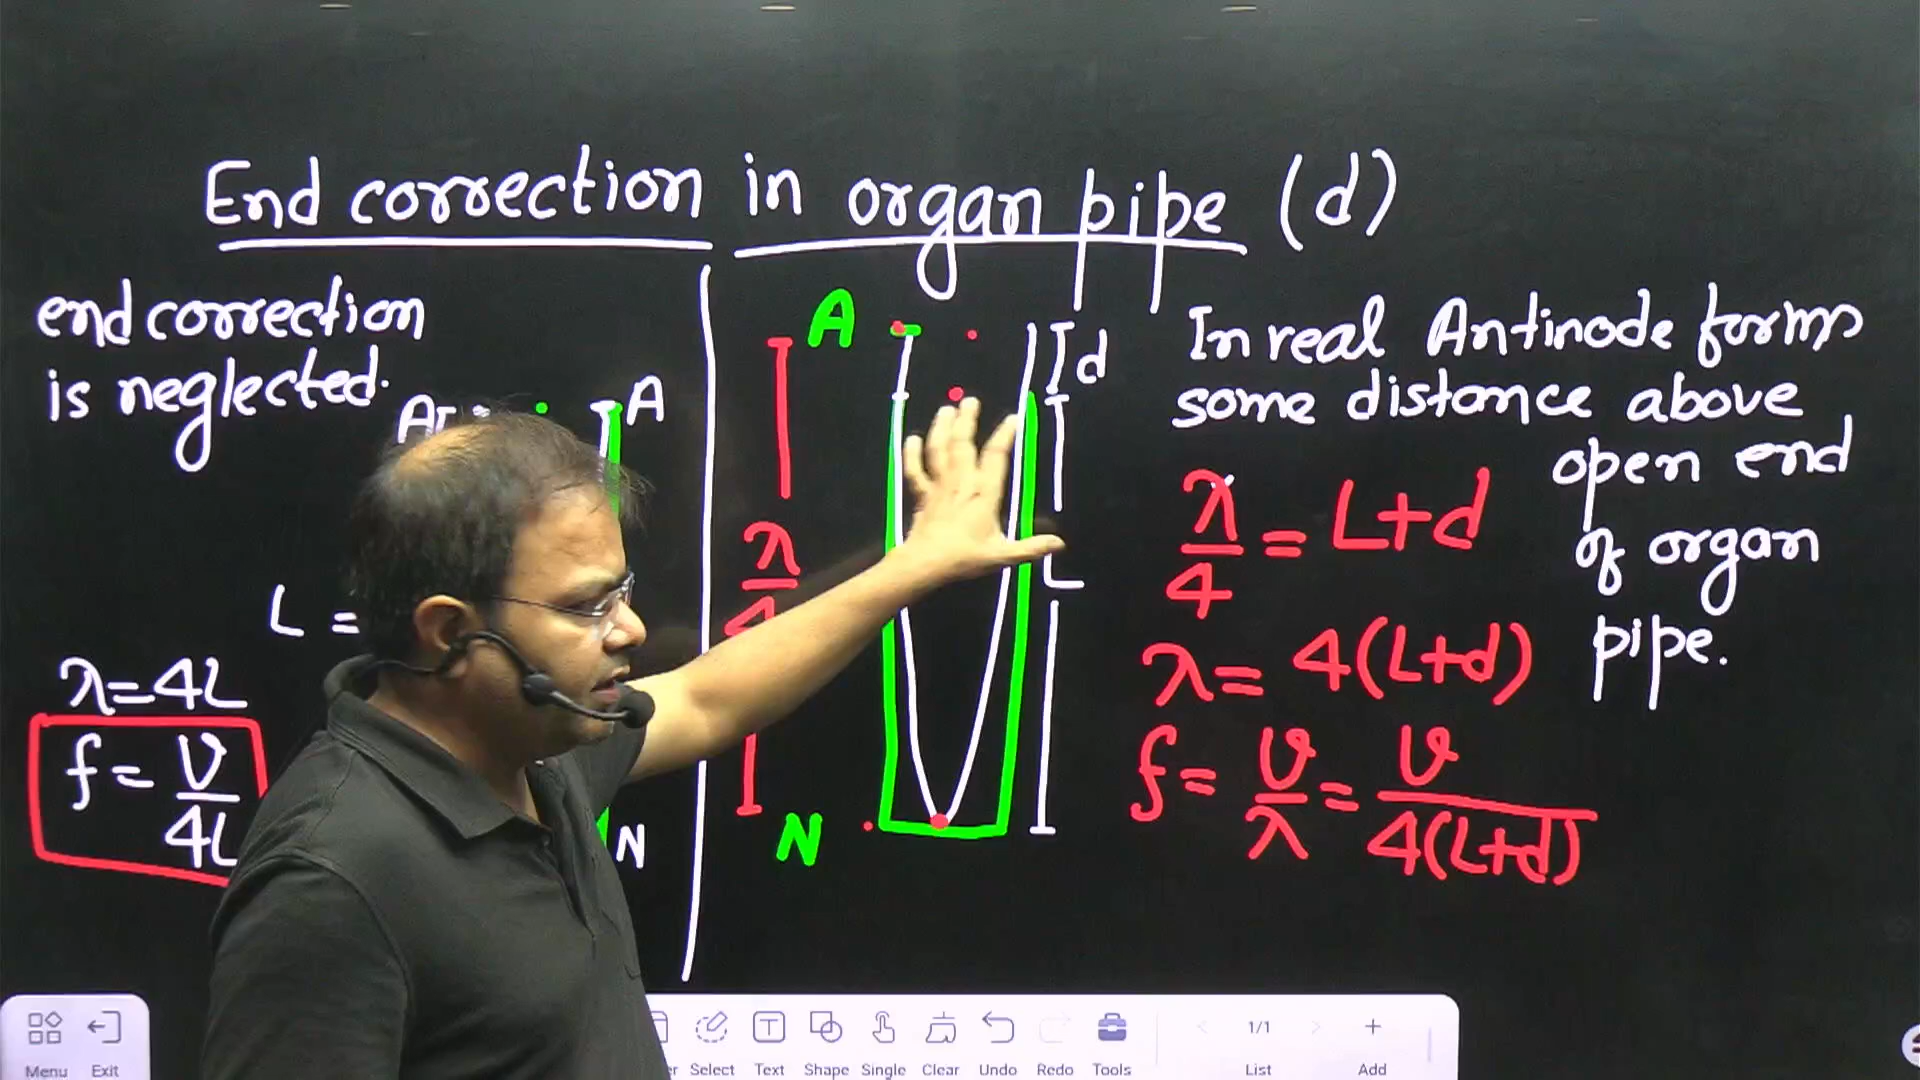 End correction in organ pipe (d)
end correction
is neglected.
A
A
L =
λ=4L
f = v/4L
N
A
λ/4
N
d
L
In real Antinode forms
some distance above
open end
of organ
pipe.
λ/4 = L+d
λ = 4(L+d)
f = v/λ = v/4(L+d)
Menu
Exit
Select
Text
Shape
Single
Clear
Undo
Redo
Tools
1/1
List
Add